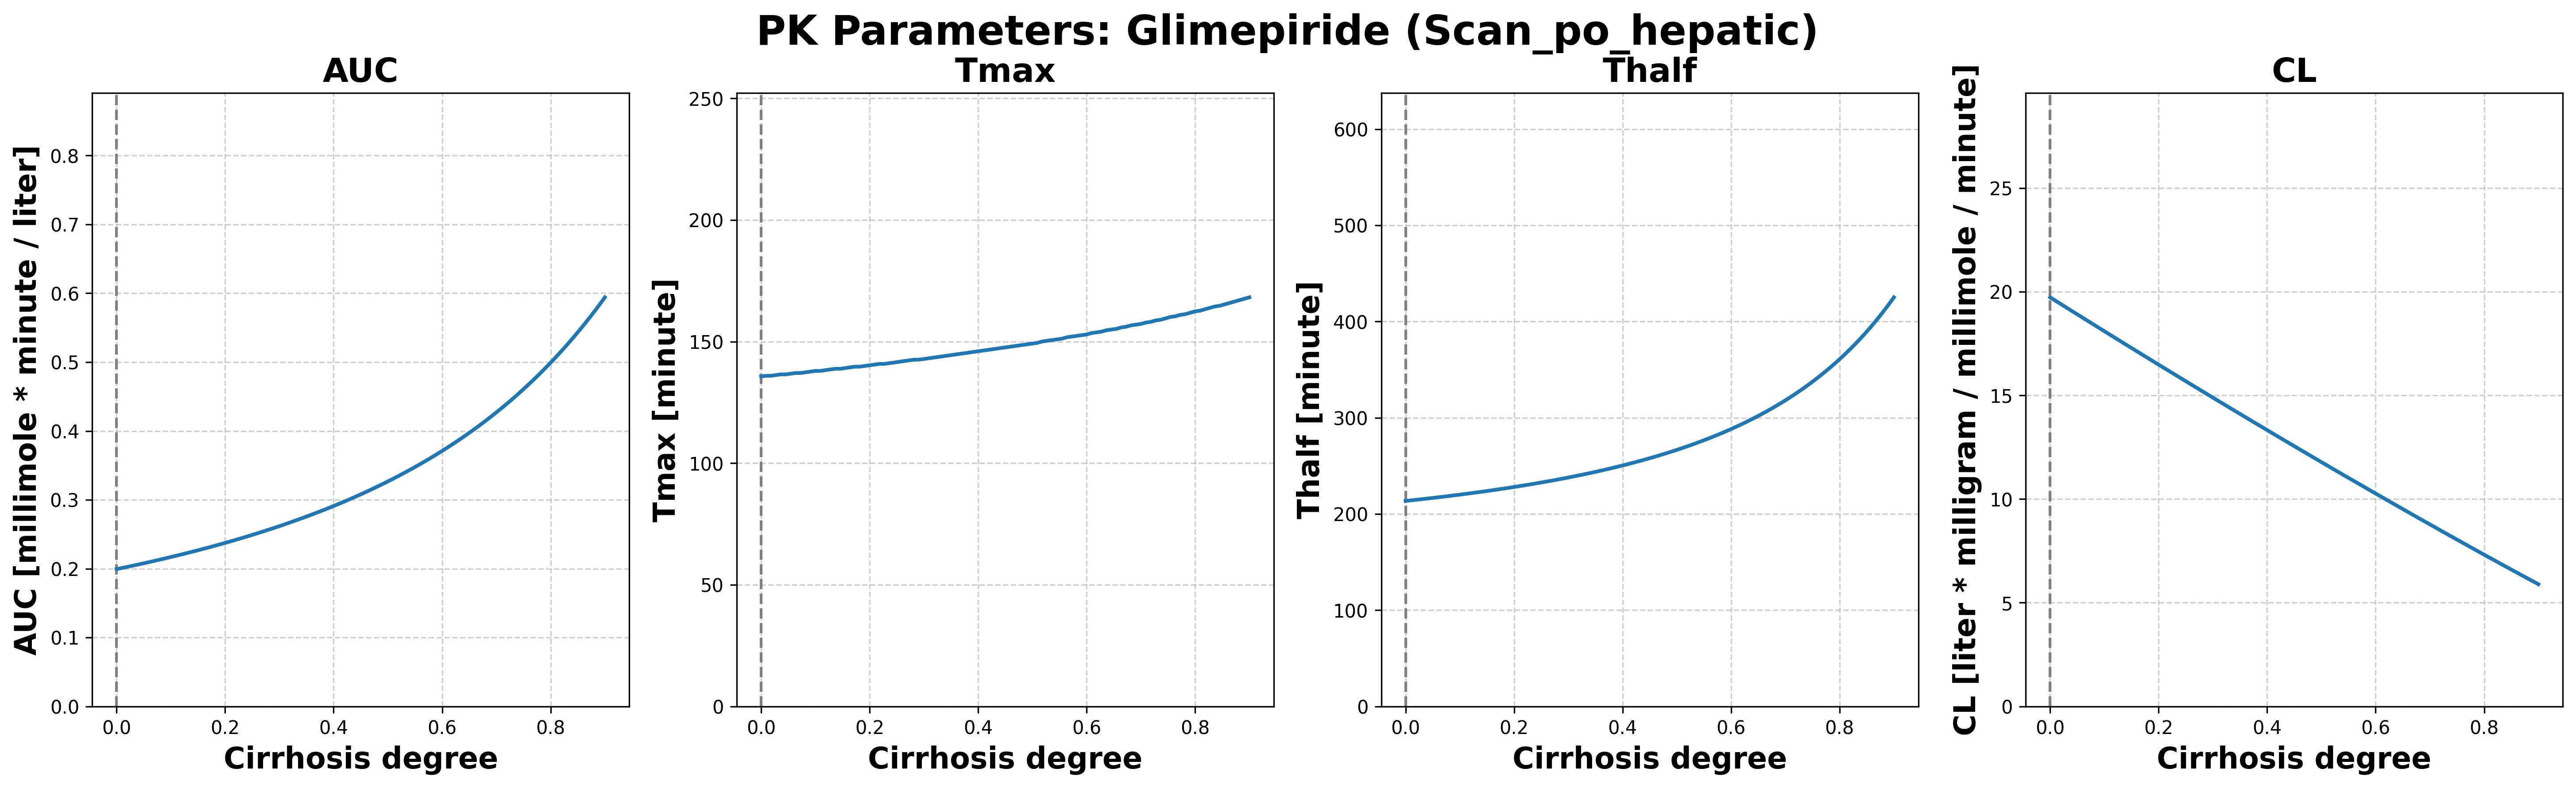 PK Parameters: Glimepiride (Scan_po_hepatic)
AUC
AUC [millimole * minute / liter]
0.8
0.7
0.6
0.5
0.4
0.3
0.2
0.1
0.0
0.0 0.2 0.4 0.6 0.8
Cirrhosis degree
Tmax
Tmax [minute]
250
200
150
100
50
0
0.0 0.2 0.4 0.6 0.8
Cirrhosis degree
Thalf
Thalf [minute]
600
500
400
300
200
100
0
0.0 0.2 0.4 0.6 0.8
Cirrhosis degree
CL
CL [liter * milligram / millimole / minute]
25
20
15
10
5
0
0.0 0.2 0.4 0.6 0.8
Cirrhosis degree